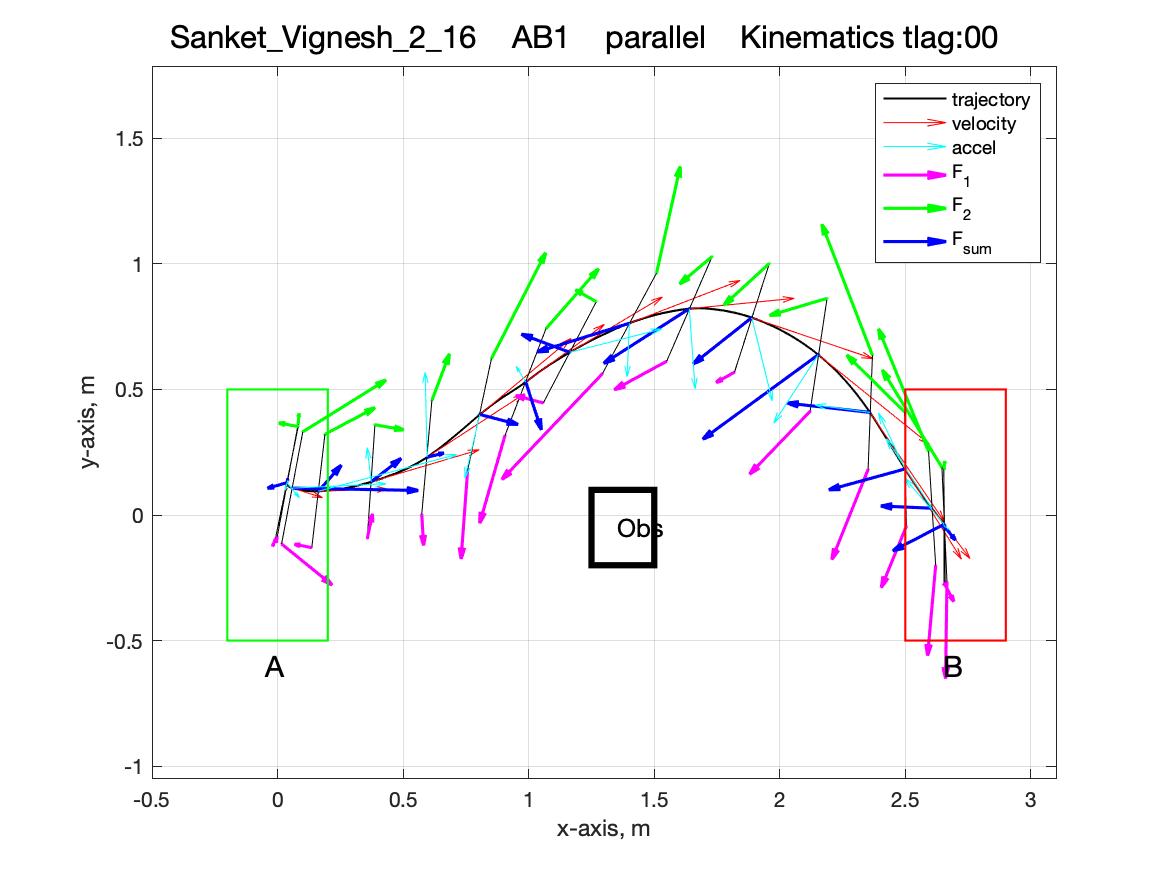 Sanket_Vignesh_2_16 AB1 parallel Kinematics tlag:00
trajectory
velocity
accel
F1
F2
Fsum
1.5
1
0.5
0
-0.5
-1
y-axis, m
Obs
A
B
-0.5 0 0.5 1 1.5 2 2.5 3
x-axis, m